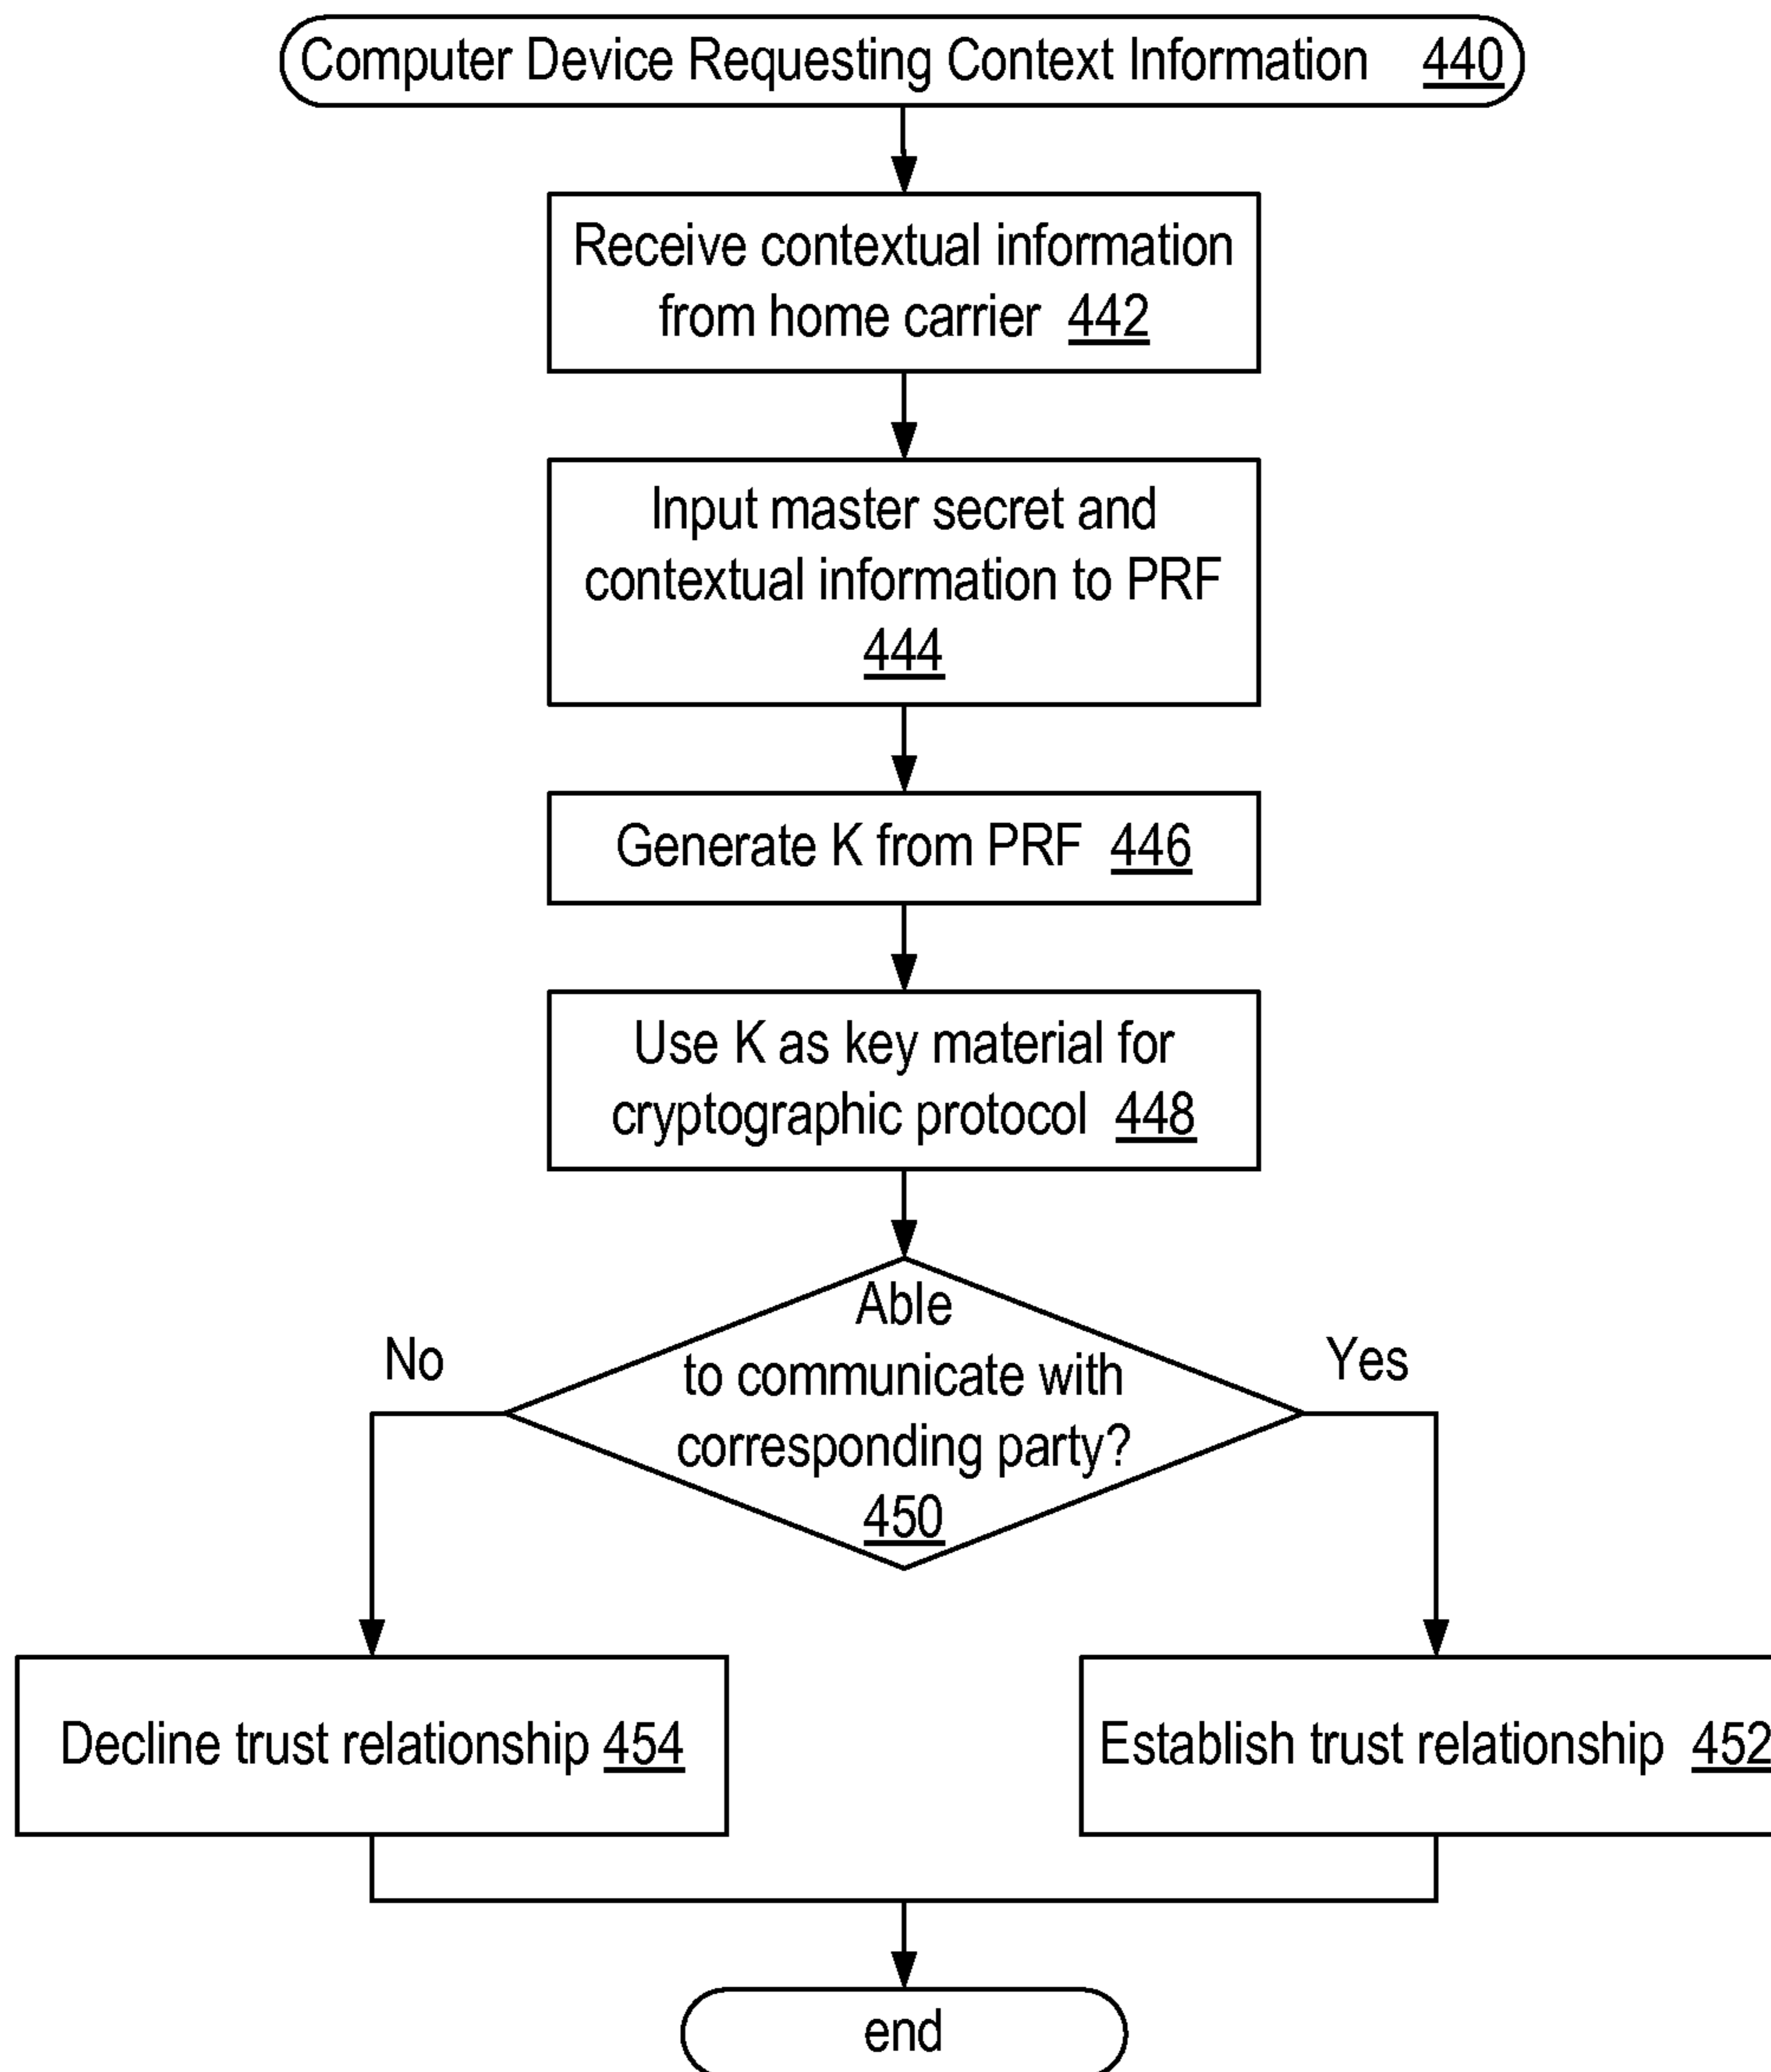 Computer Device Requesting Context Information 440
Receive contextual information
from home carrier 442
Input master secret and
contextual information to PRF
444
Generate K from PRF 446
Use K as key material for
cryptographic protocol 448
Able
to communicate with
corresponding party?
450
No
Yes
Decline trust relationship 454
Establish trust relationship 452
end